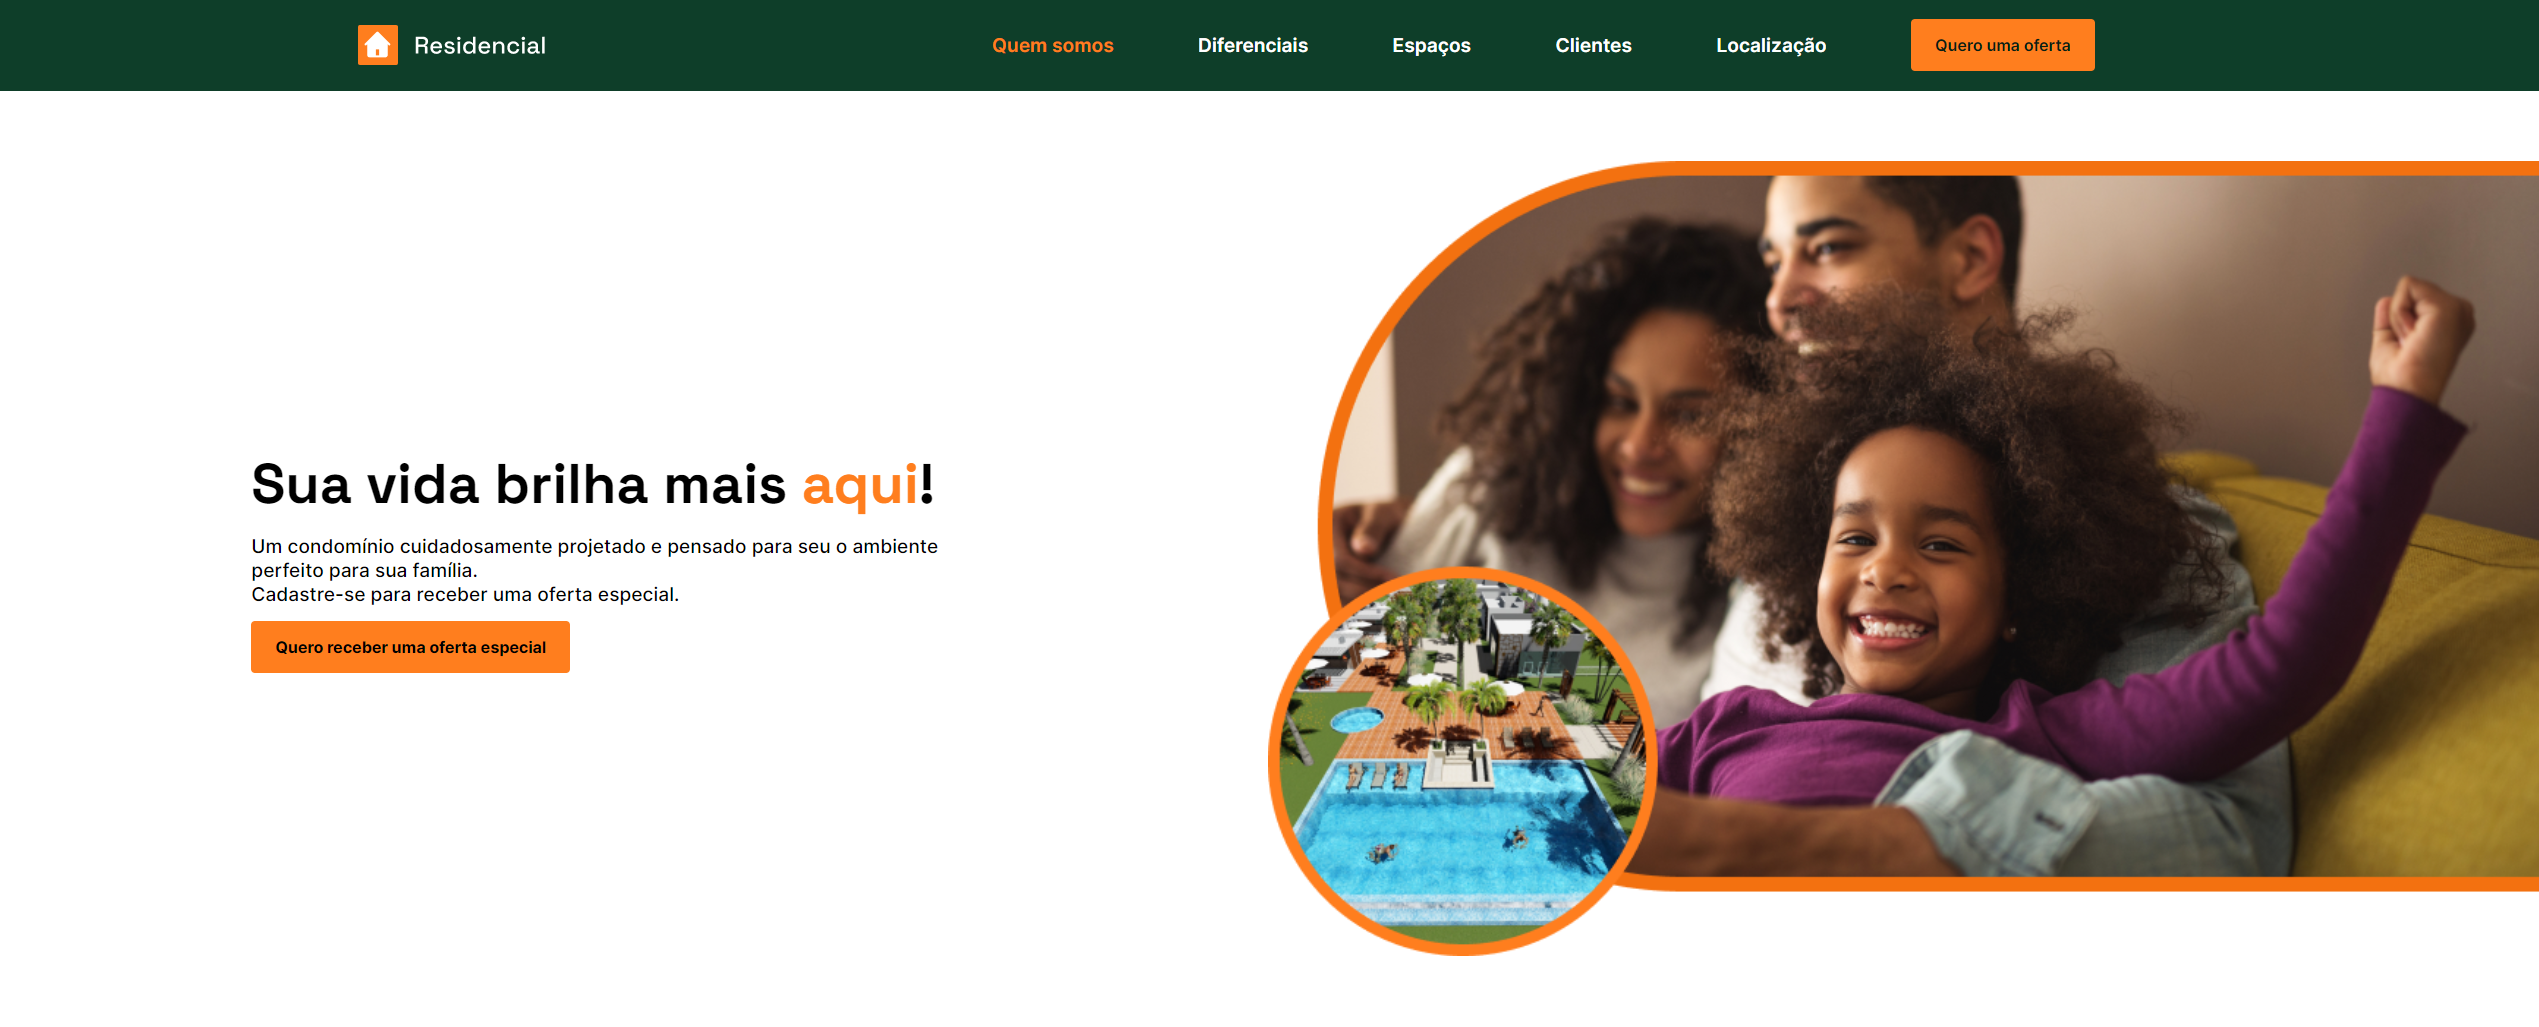 Residencial
Quem somos
Diferenciais
Espaços
Clientes
Localização
Quero uma oferta
Sua vida brilha mais aqui!
Um condomínio cuidadosamente projetado e pensado para seu o ambiente
perfeito para sua família.
Cadastre-se para receber uma oferta especial.
Quero receber uma oferta especial